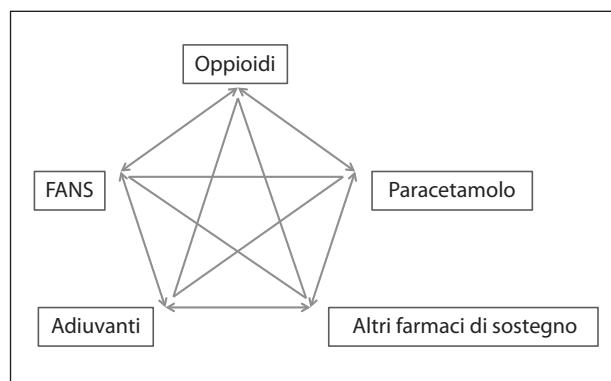 Oppioidi
FANS
Paracetamolo
Adiuvanti
Altri farmaci di sostegno